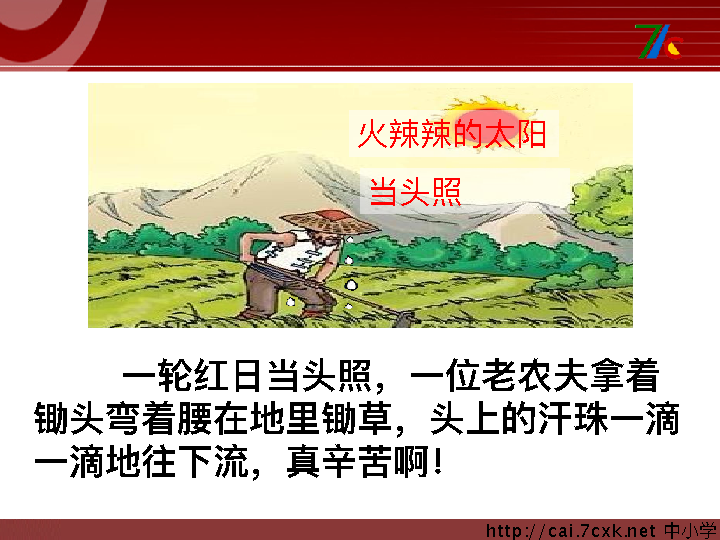 火辣辣的太阳
当头照
一轮红日当头照，一位老农夫拿着
锄头弯着腰在地里锄草，头上的汗珠一滴
一滴地往下流，真辛苦啊！
http://cai.7cxk.net 中小学